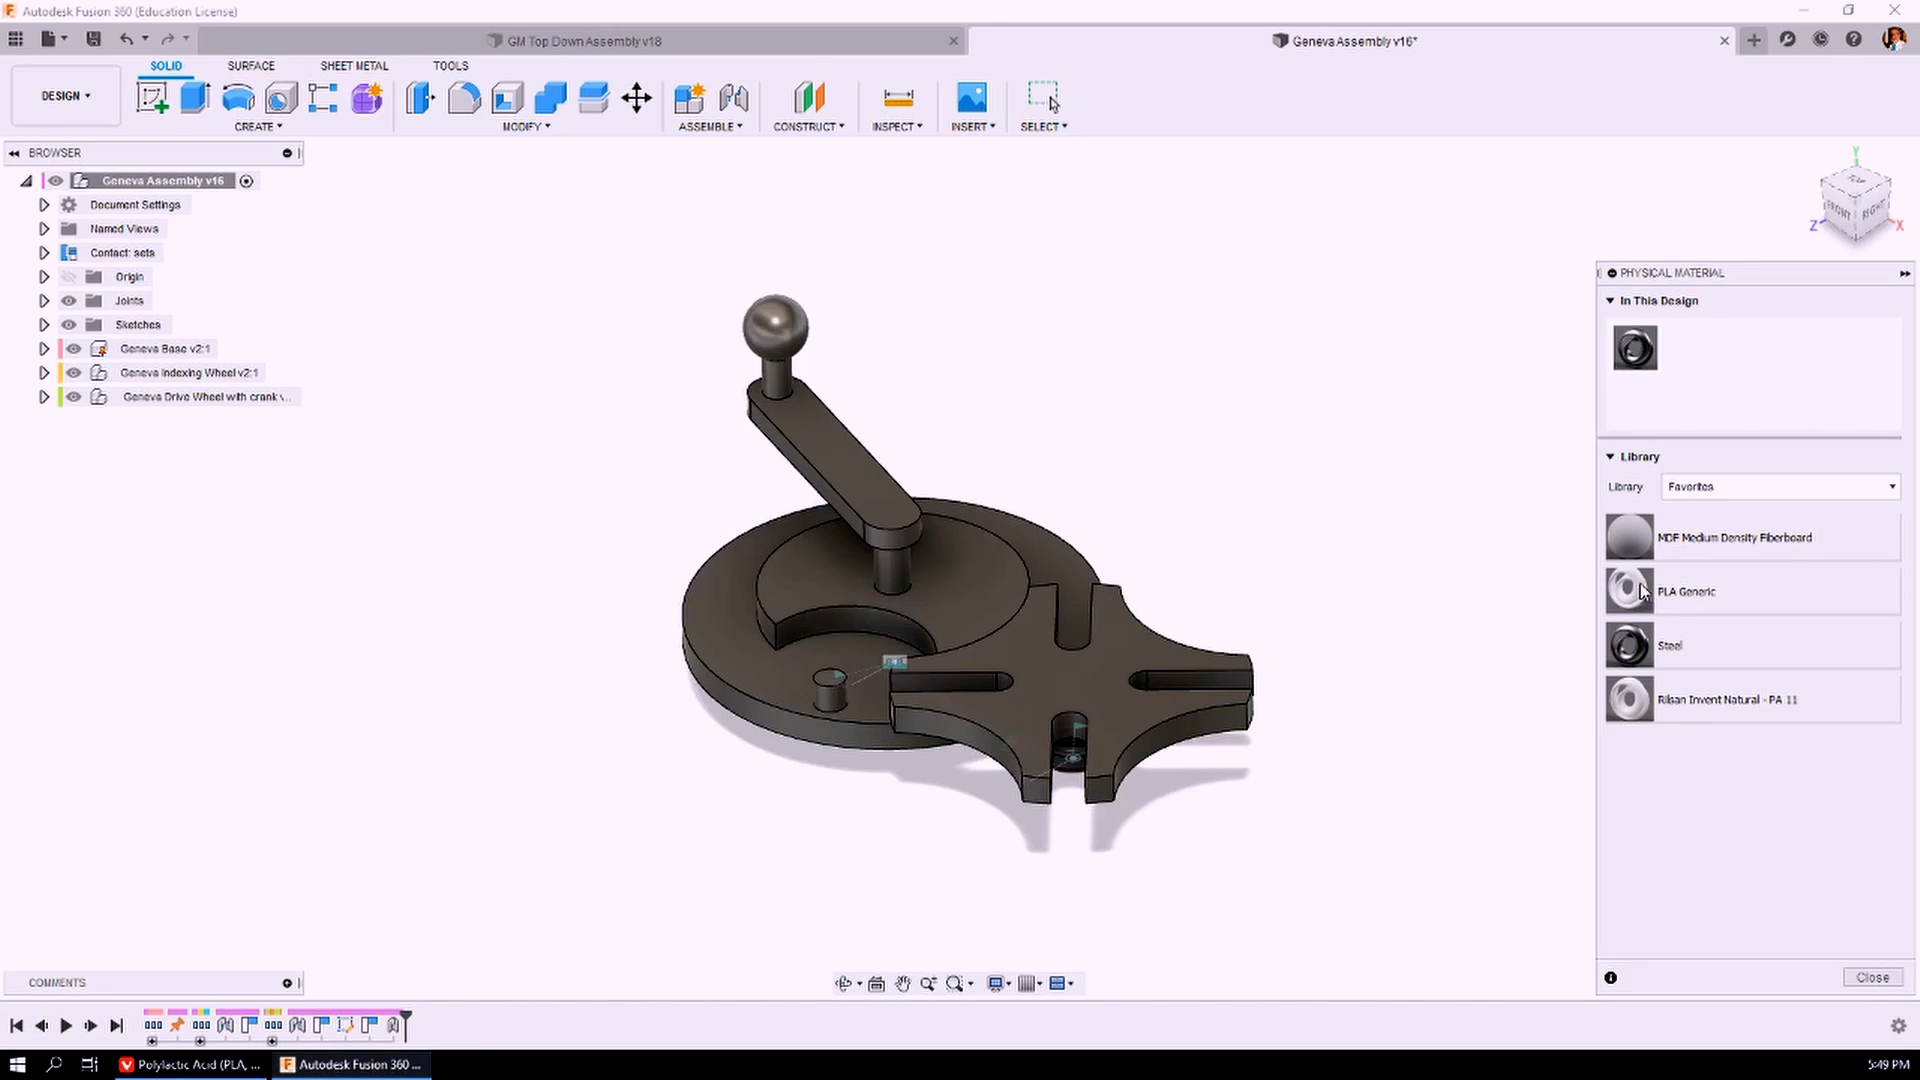 Autodesk Fusion 360 (Education License)
GM Top Down Assembly v18
Geneva Assembly v16*
SOLID
SURFACE
SHEET METAL
TOOLS
DESIGN
CREATE
MODIFY
ASSEMBLE
CONSTRUCT
INSPECT
INSERT
SELECT
BROWSER
Geneva Assembly v16
Document Settings
Named Views
Contact: sets
Origin
Joints
Sketches
Geneva Base v2:1
Geneva Indexing Wheel v2:1
Geneva Drive Wheel with crank v...
Y
TOP
FRONT
RIGHT
Z
X
PHYSICAL MATERIAL
In This Design
Library
Library
Favorites
MDF Medium Density Fiberboard
PLA Generic
Steel
Rilsan Invent Natural - PA 11
Close
COMMENTS
Polylactic Acid (PLA, ...
Autodesk Fusion 360 ...
5:49 PM